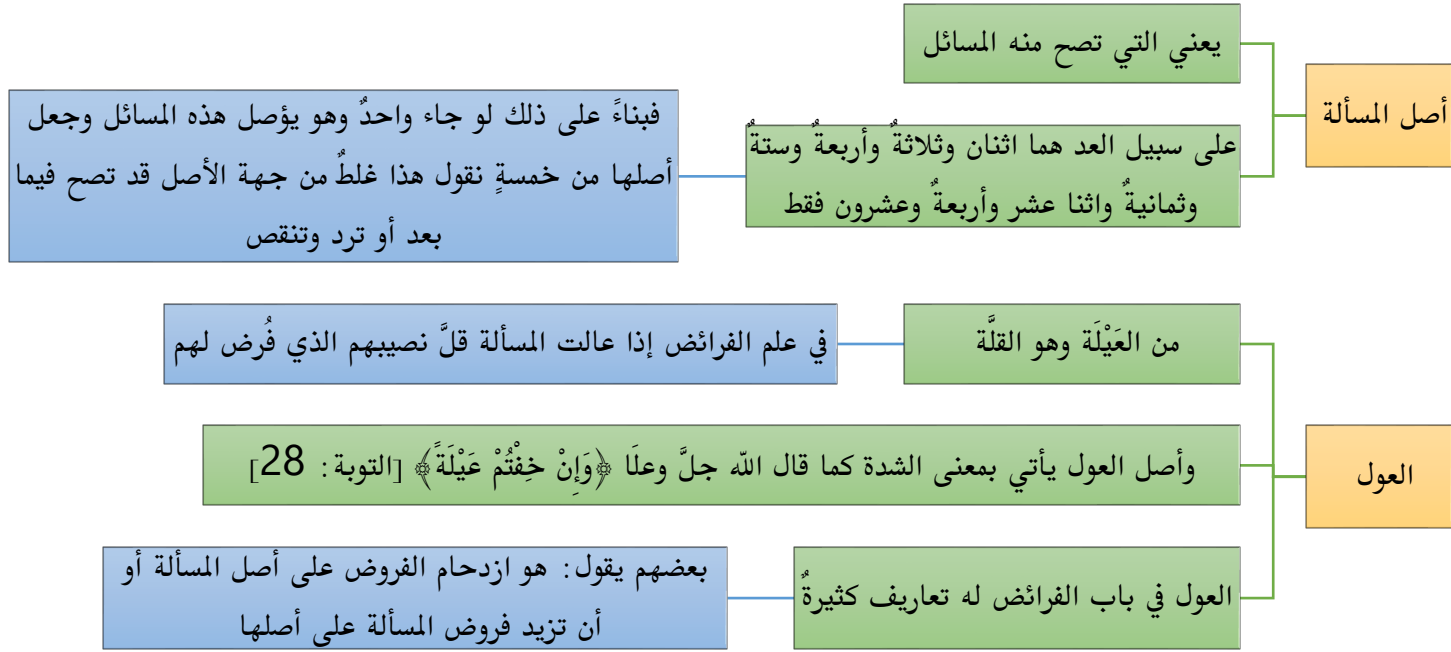 أصل المسألة
يعني التي تصح منه المسائل
على سبيل العد هما اثنان وثلاثةٌ وأربعةٌ وستةٌ
وثمانيةٌ واثنا عشر وأربعةٌ وعشرون فقط
فبناءً على ذلك لو جاء واحدٌ وهو يؤصل هذه المسائل وجعل
أصلها من خمسةٍ نقول هذا غلطٌ من جهة الأصل قد تصح فيما
بعد أو ترد وتنقص
العول
من العَيْلَة وهو القلَّة
في علم الفرائض إذا عالت المسألة قلَّ نصيبهم الذي فُرض لهم
وأصل العول يأتي بمعنى الشدة كما قال الله جلَّ وعلَا ﴿وَإِنْ خِفْتُمْ عَيْلَةً﴾ [التوبة: 28]
العول في باب الفرائض له تعاريف كثيرةٌ
بعضهم يقول: هو ازدحام الفروض على أصل المسألة أو
أن تزيد فروض المسألة على أصلها